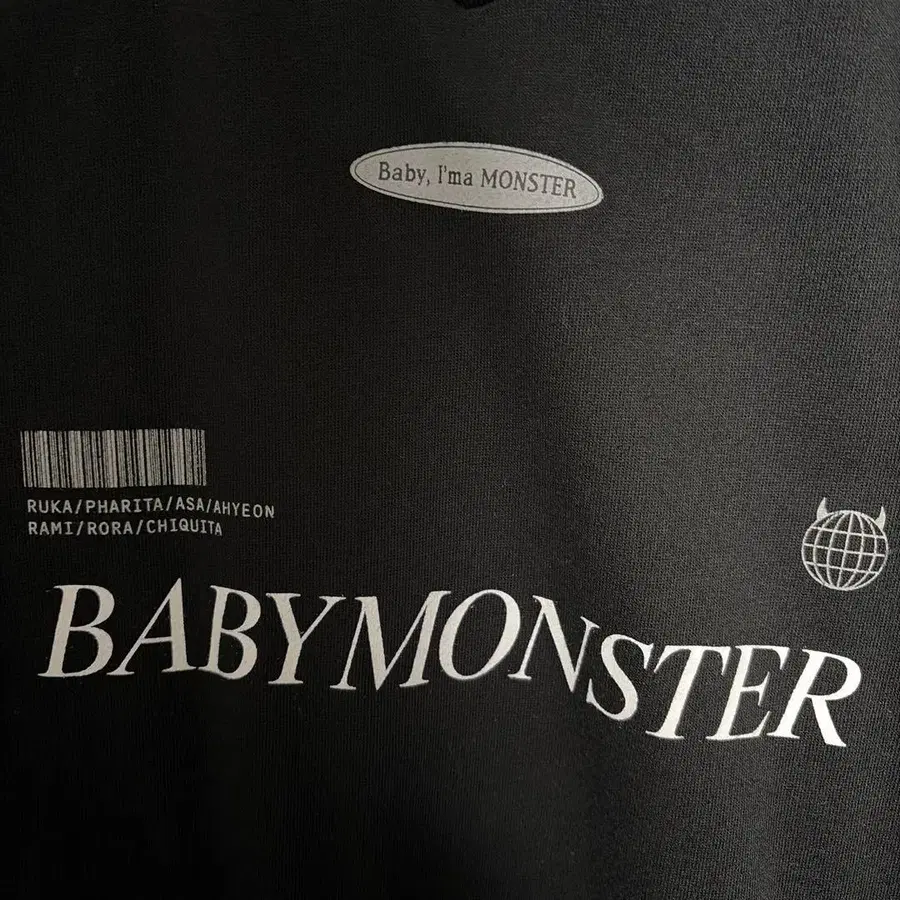 Baby, I'ma MONSTER
RUKA/PHARITA/ASA/AHYEON
RAMI/RORA/CHIQUITA
BABYMONSTER